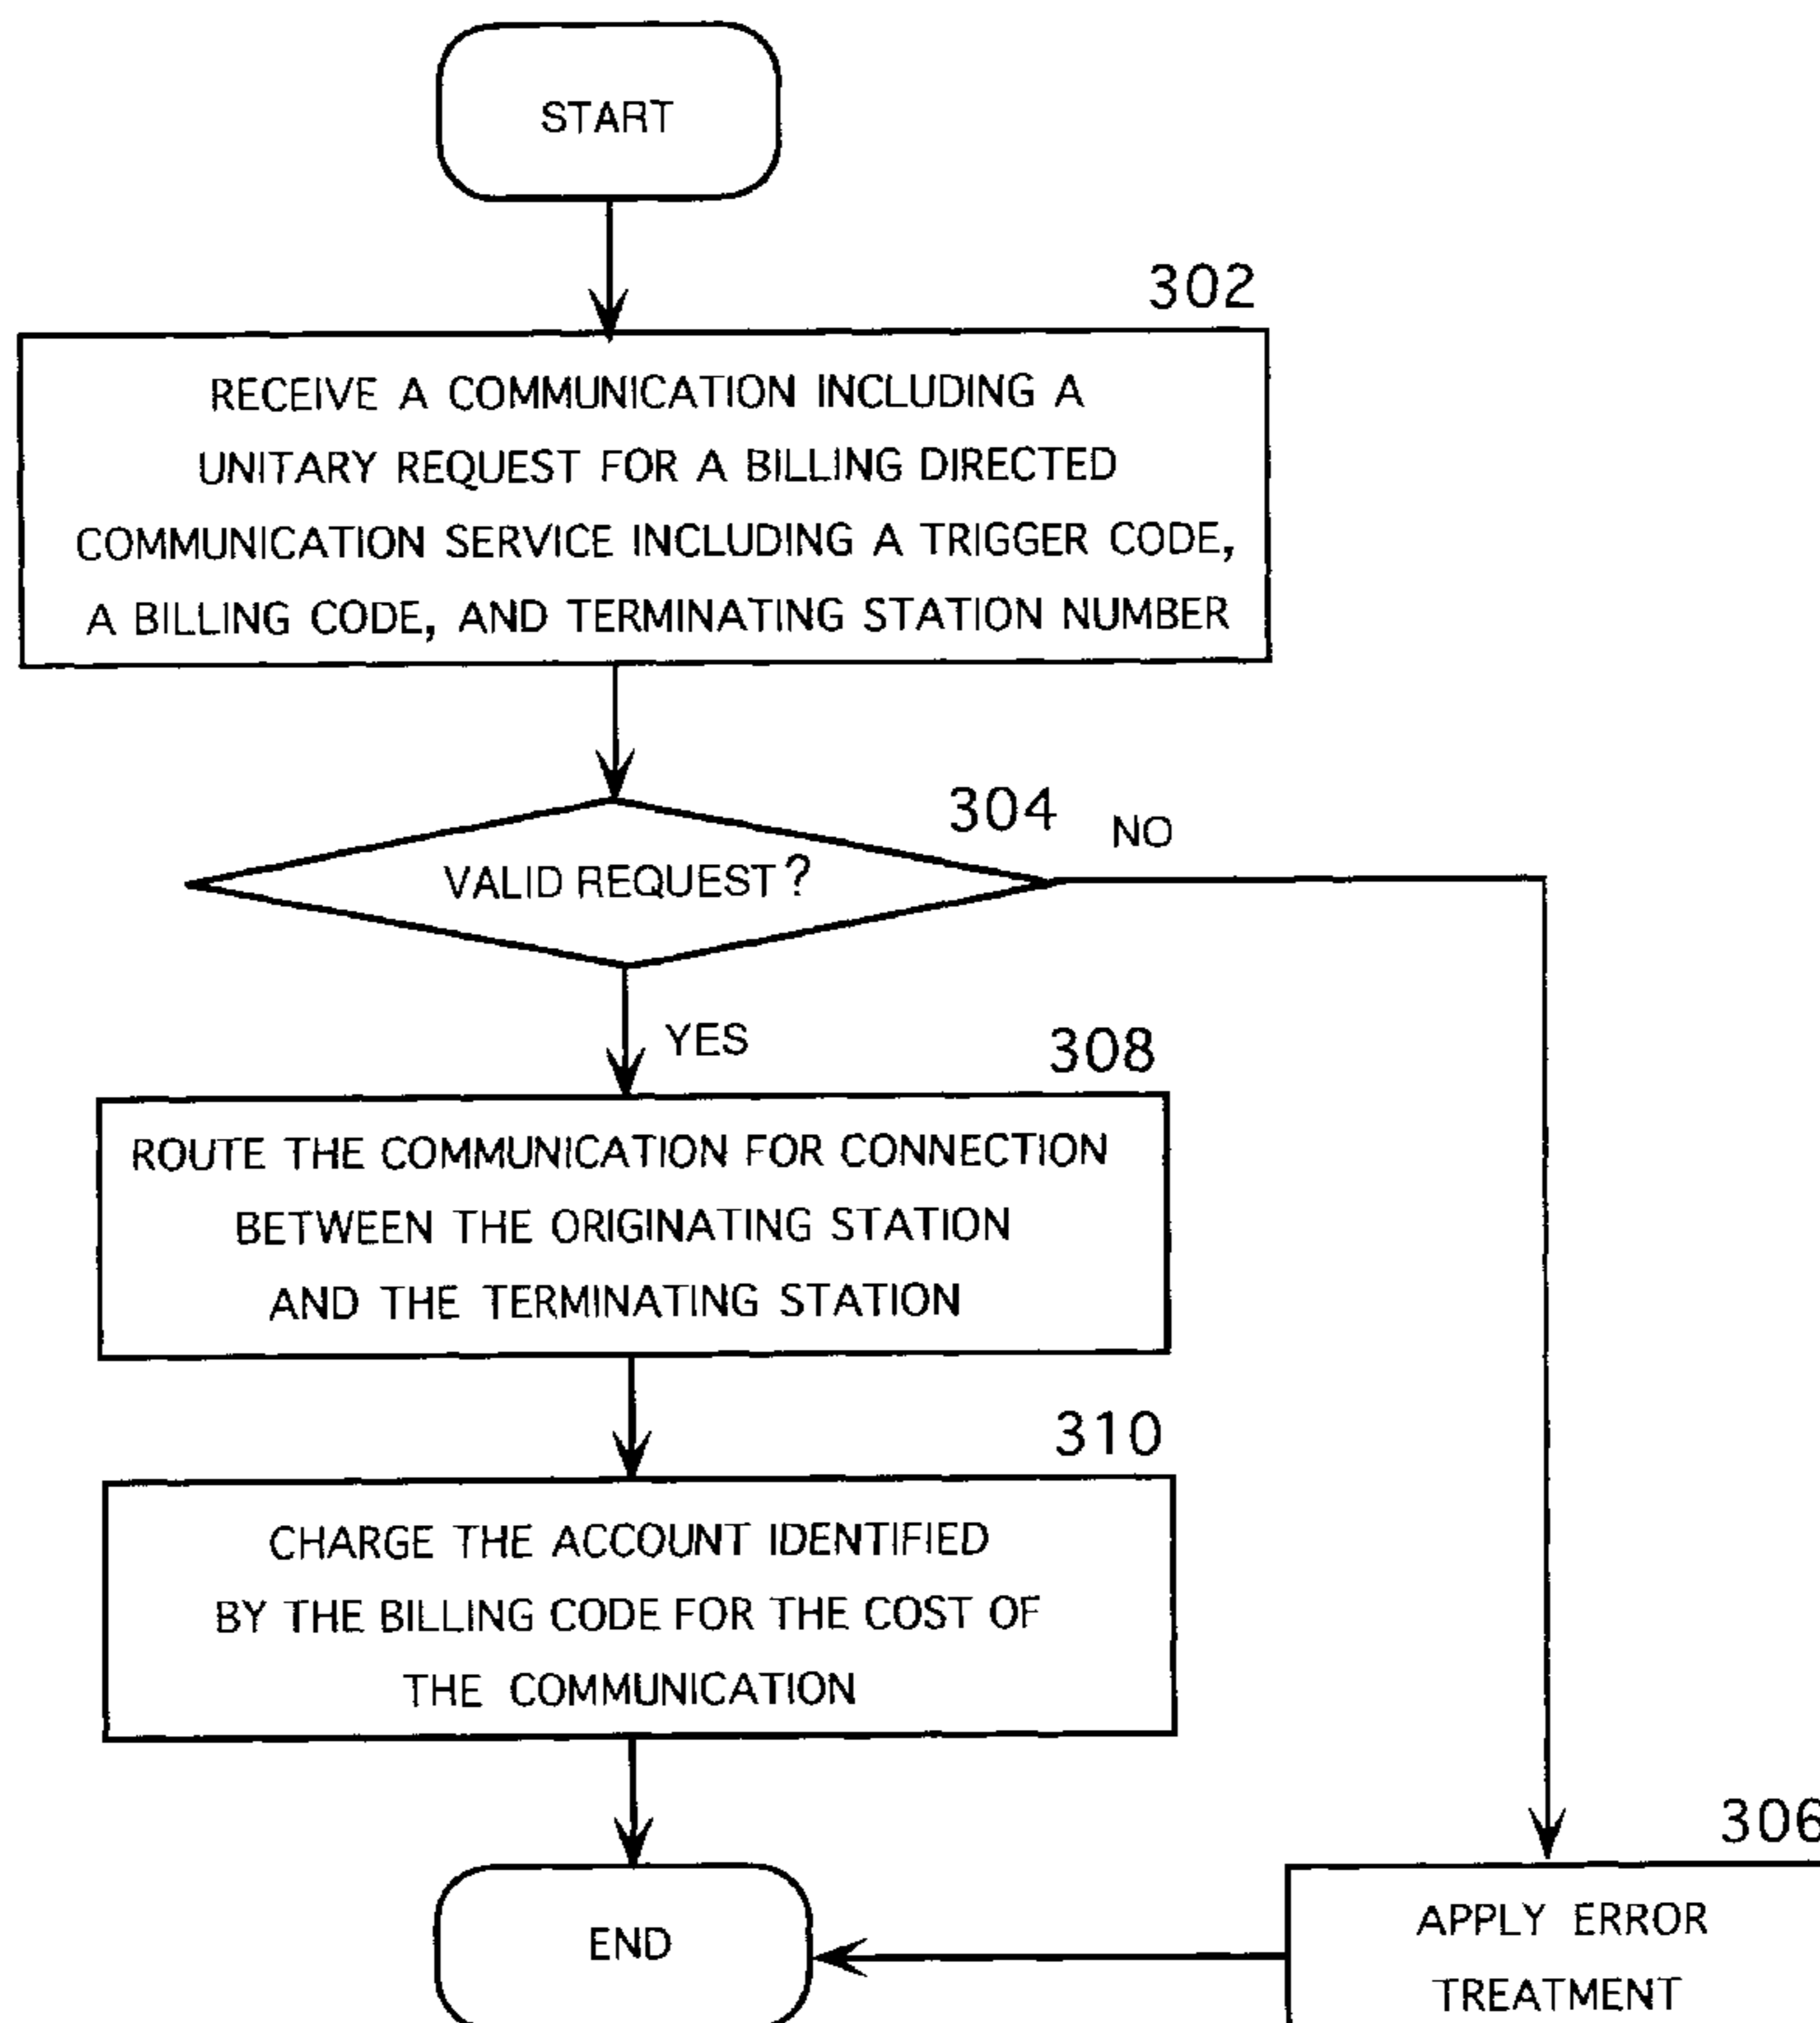 START
302
RECEIVE A COMMUNICATION INCLUDING A
UNITARY REQUEST FOR A BILLING DIRECTED
COMMUNICATION SERVICE INCLUDING A TRIGGER CODE,
A BILLING CODE, AND TERMINATING STATION NUMBER
304
NO
VALID REQUEST?
YES
308
ROUTE THE COMMUNICATION FOR CONNECTION
BETWEEN THE ORIGINATING STATION
AND THE TERMINATING STATION
310
CHARGE THE ACCOUNT IDENTIFIED
BY THE BILLING CODE FOR THE COST OF
THE COMMUNICATION
306
END
APPLY ERROR
TREATMENT